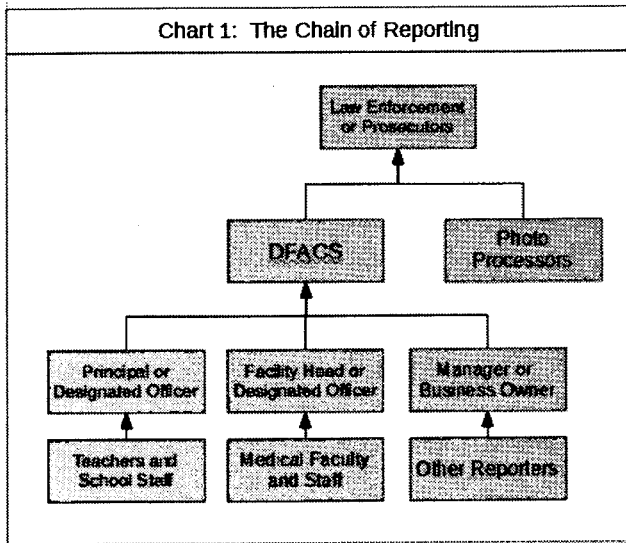 Chart 1: The Chain of Reporting
Law Enforcement
or Prosecutors
DFACS
Photo
Processors
Principal or
Designated Officer
Facility Head or
Designated Officer
Manager or
Business Owner
Teachers and
School Staff
Medical Faculty
and Staff
Other Reporters